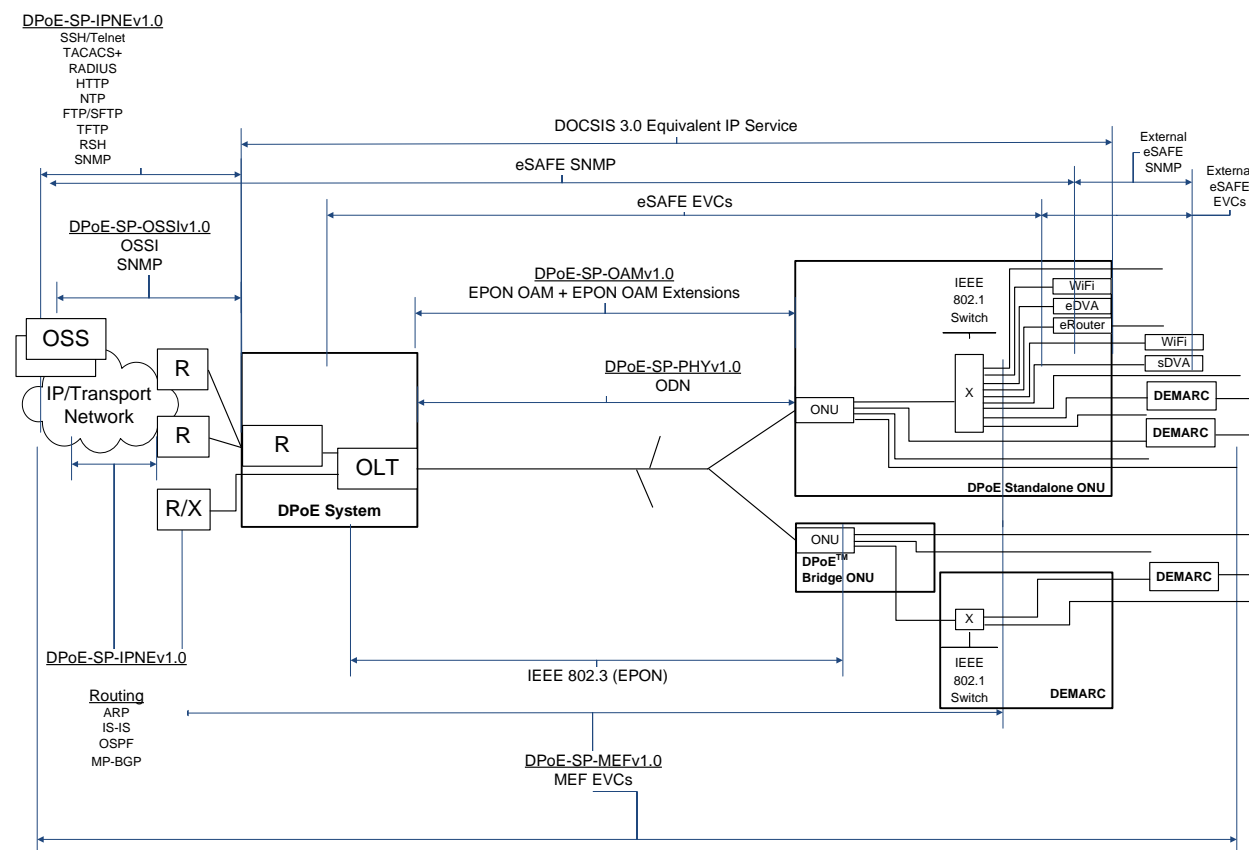 DPoE-SP-IPNEv1.0
SSH/Telnet
TACACS+
RADIUS
HTTP
NTP
FTP/SFTP
TFTP
RSH
SNMP
DOCSIS 3.0 Equivalent IP Service
External
eSAFE
SNMP
eSAFE SNMP
External
eSAFE
EVCs
eSAFE EVCs
DPoE-SP-OSSIv1.0
OSSI
SNMP
DPoE-SP-OAMv1.0
EPON OAM + EPON OAM Extensions
IEEE
802.1
Switch
WiFi
eDVA
eRouter
WiFi
sDVA
OSS
IP/Transport
Network
R
R
R
OLT
R/X
DPoE System
DPoE-SP-PHYv1.0
ODN
X
ONU
DEMARC
DEMARC
DPoE Standalone ONU
ONU
DPoE™
Bridge ONU
DEMARC
X
IEEE
802.1
Switch
DEMARC
DPoE-SP-IPNEv1.0
Routing
ARP
IS-IS
OSPF
MP-BGP
IEEE 802.3 (EPON)
DPoE-SP-MEFv1.0
MEF EVCs